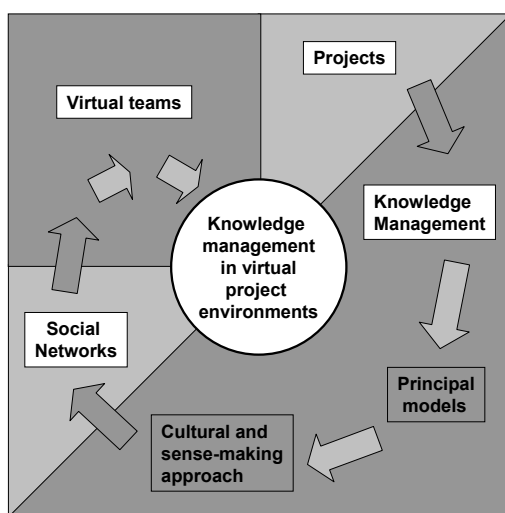 Projects
Virtual teams
Knowledge
Management
Knowledge
management
in virtual
project
environments
Social
Networks
Principal
models
Cultural and
sense-making
approach